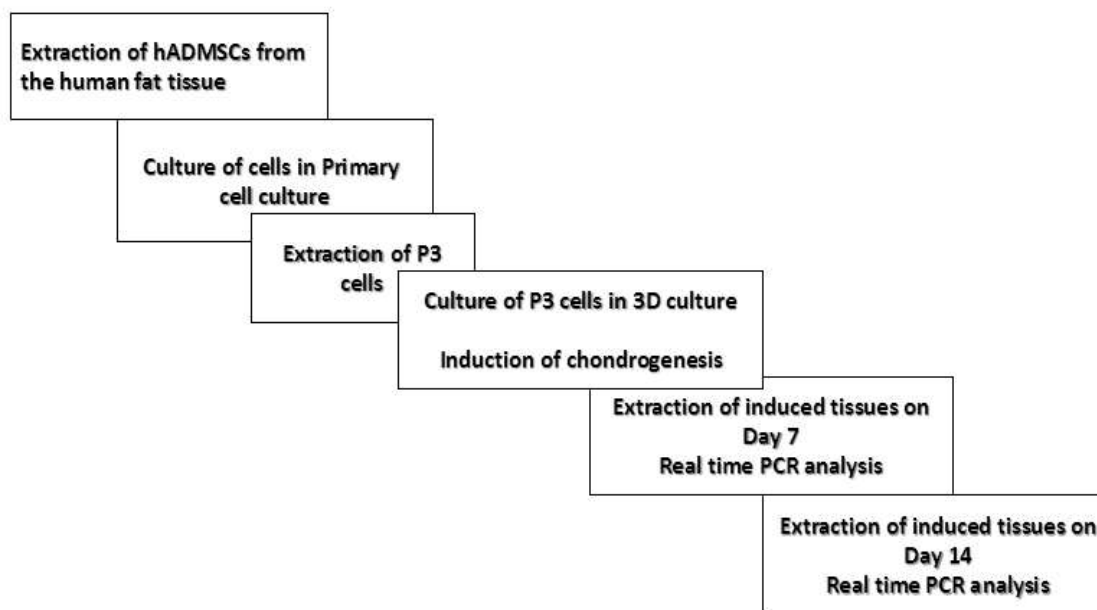 Extraction of hADMSCs from
the human fat tissue
Culture of cells in Primary
cell culture
Extraction of P3
cells
Culture of P3 cells in 3D culture
Induction of chondrogenesis
Extraction of induced tissues on
Day 7
Real time PCR analysis
Extraction of induced tissues on
Day 14
Real time PCR analysis